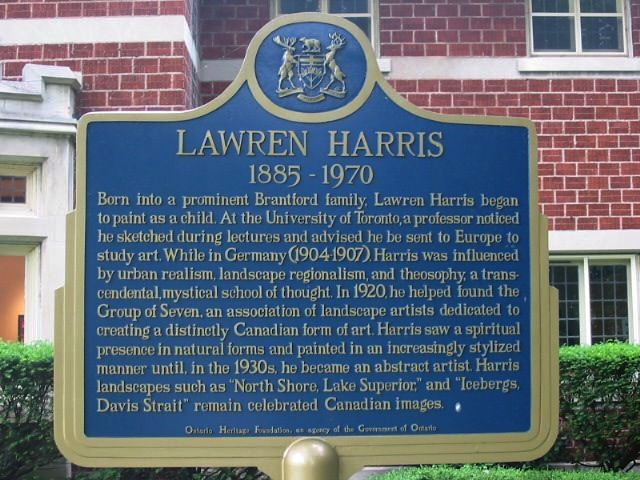 LAWREN HARRIS
1885 - 1970
Born into a prominent Brantford family, Lawren Harris began
to paint as a child. At the University of Toronto, a professor noticed
he sketched during lectures and advised he be sent to Europe to
study art. While in Germany (1904-1907) Harris was influenced
by urban realism, landscape regionalism, and theosophy, a trans-
cendental, mystical school of thought. In 1920, he helped found the
Group of Seven, an association of landscape artists dedicated to
creating a distinctly Canadian form of art. Harris saw a spiritual
presence in natural forms and painted in an increasingly stylized
manner until, in the 1930s, he became an abstract artist. Harris
landscapes such as "North Shore, Lake Superior," and "Icebergs,
Davis Strait" remain celebrated Canadian images.
Ontario Heritage Foundation, an agency of the Government of Ontario